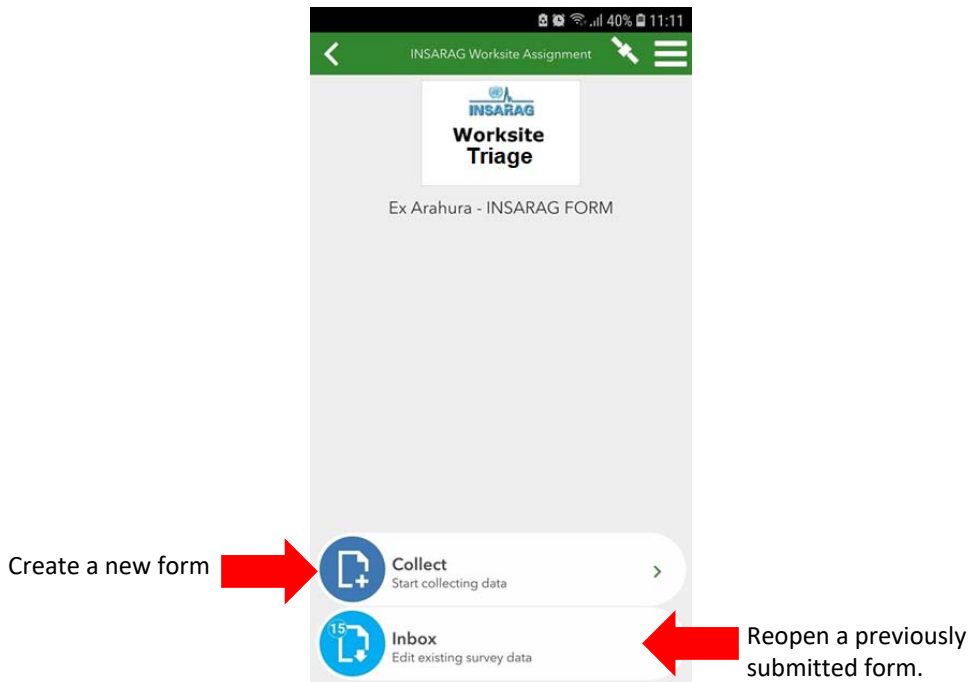 40% 11:11
INSARAG Worksite Assignment
INSARAG
Worksite
Triage
Ex Arahura - INSARAG FORM
Create a new form
Collect
Start collecting data
15
Inbox
Edit existing survey data
Reopen a previously
submitted form.